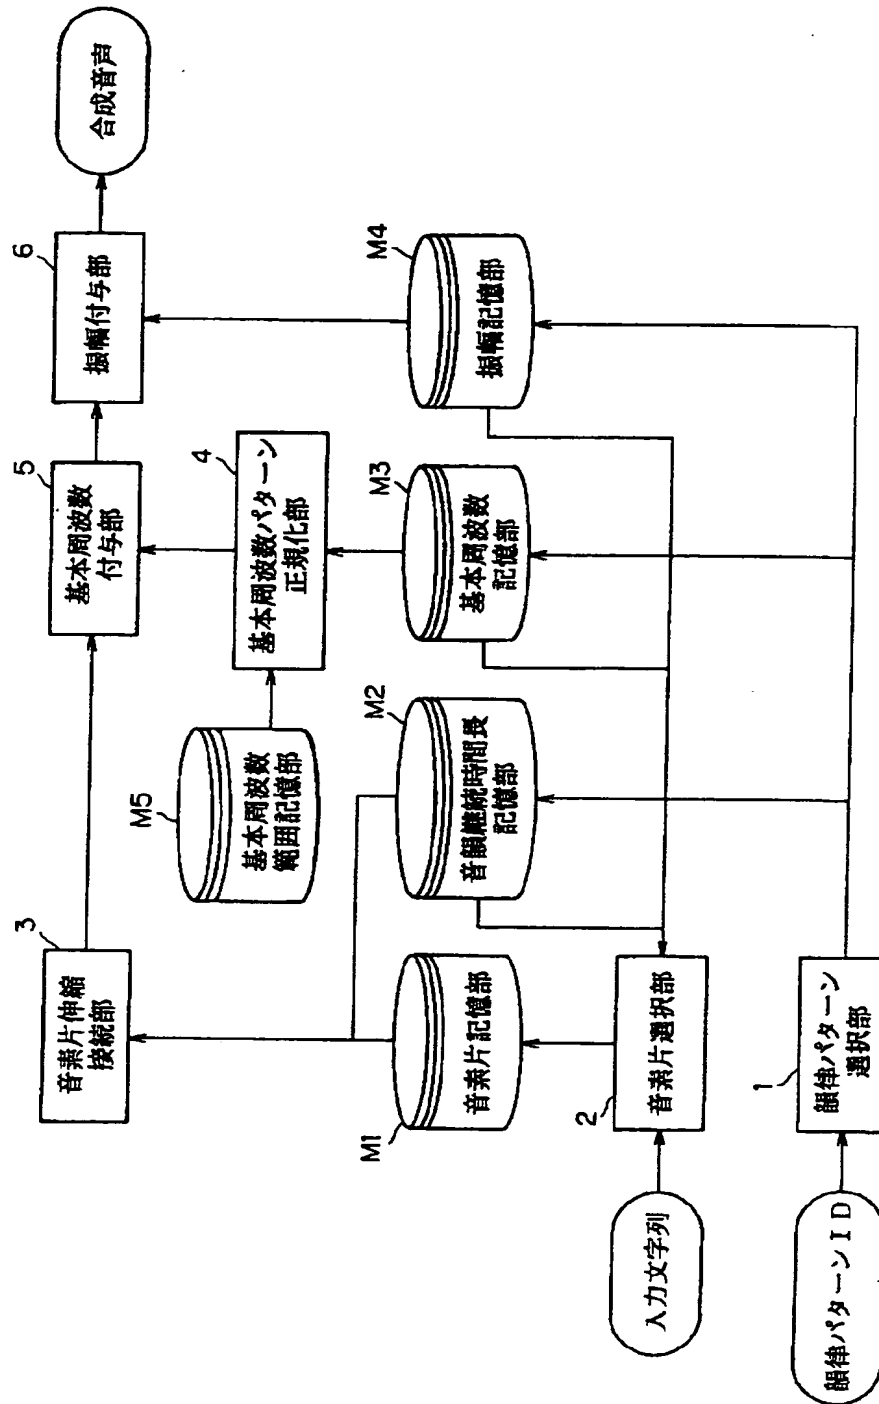 韻律パターンID
1
韻律パターン
選択部
入力文字列
2
音素片選択部
M1
音素片記憶部
M2
音韻継続時間長
記憶部
M3
基本周波数
記憶部
M4
振幅記憶部
M5
基本周波数
範囲記憶部
4
基本周波数パターン
正規化部
3
音素片伸縮
接続部
5
基本周波数
付与部
6
振幅付与部
合成音声